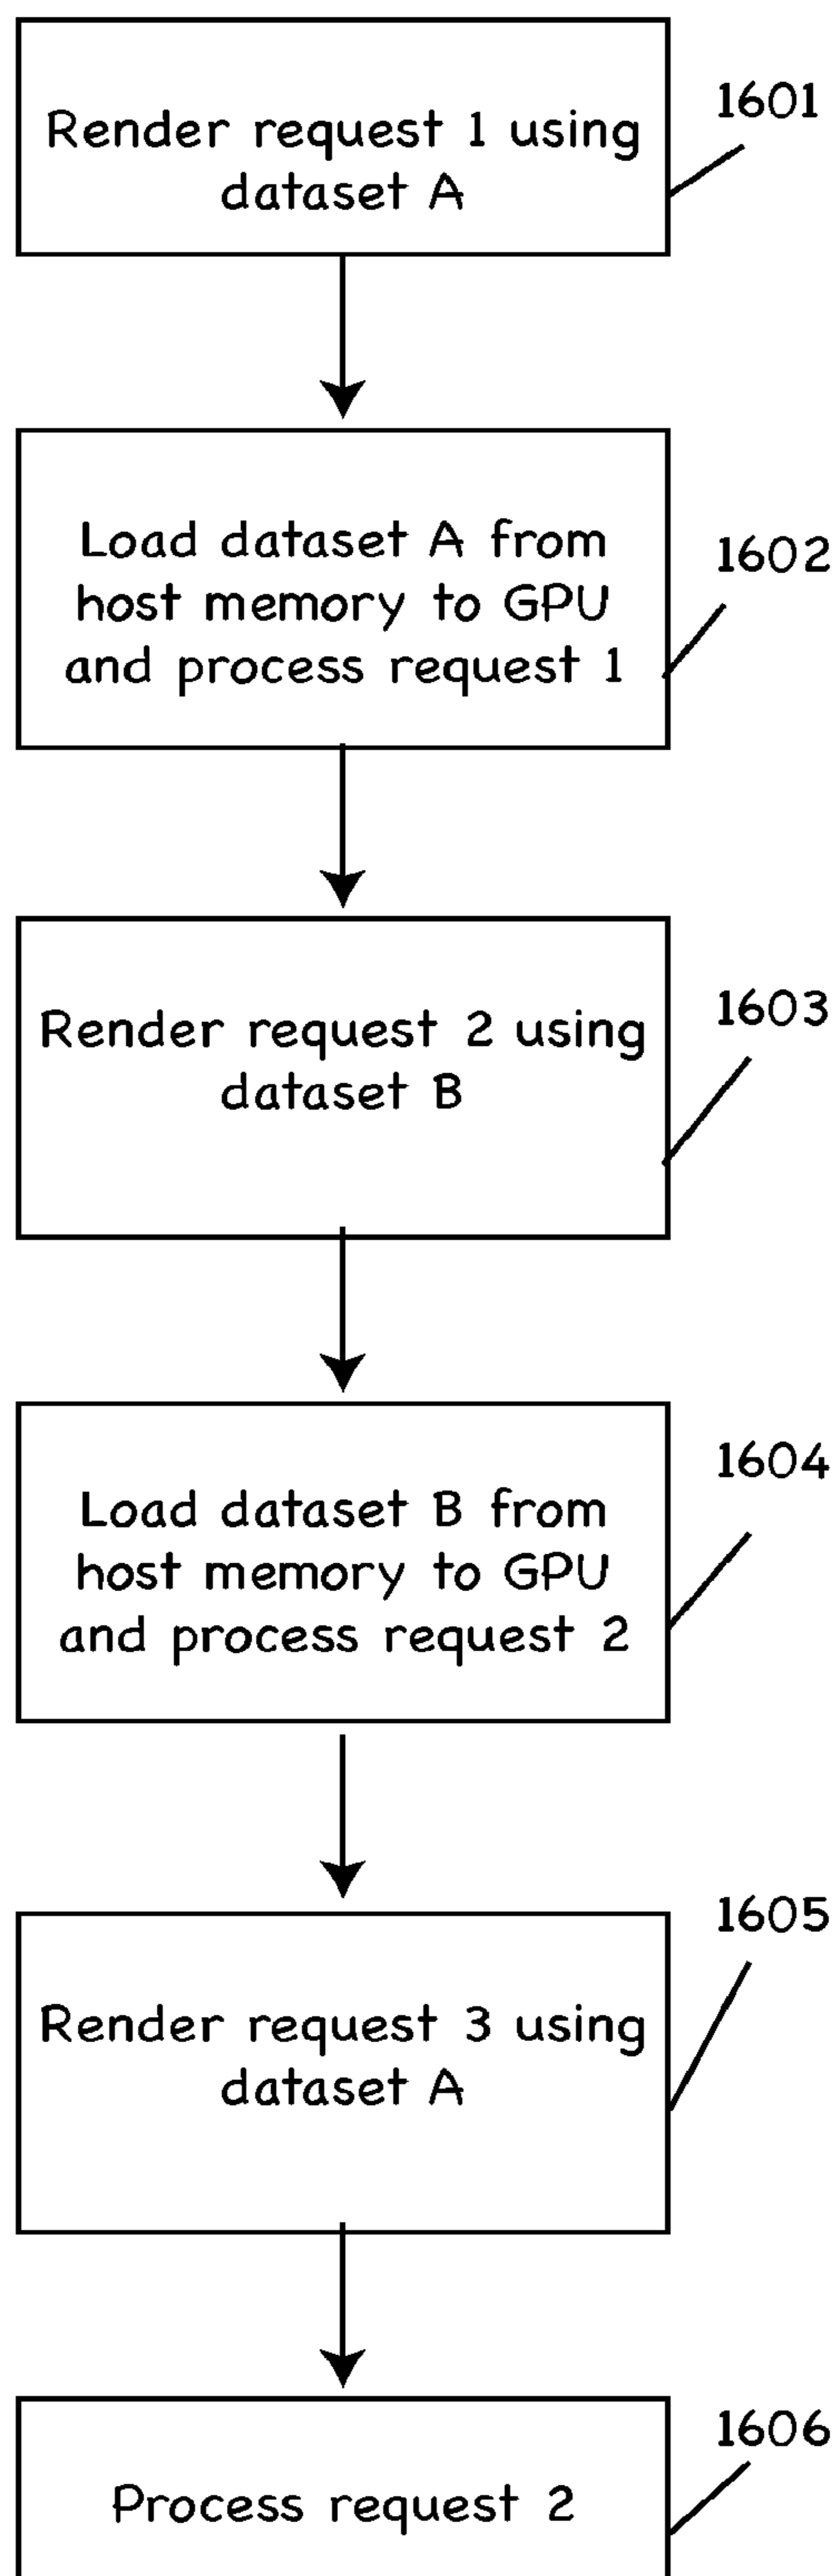 Render request 1 using
dataset A
1601
Load dataset A from
host memory to GPU
and process request 1
1602
Render request 2 using
dataset B
1603
Load dataset B from
host memory to GPU
and process request 2
1604
Render request 3 using
dataset A
1605
Process request 2
1606